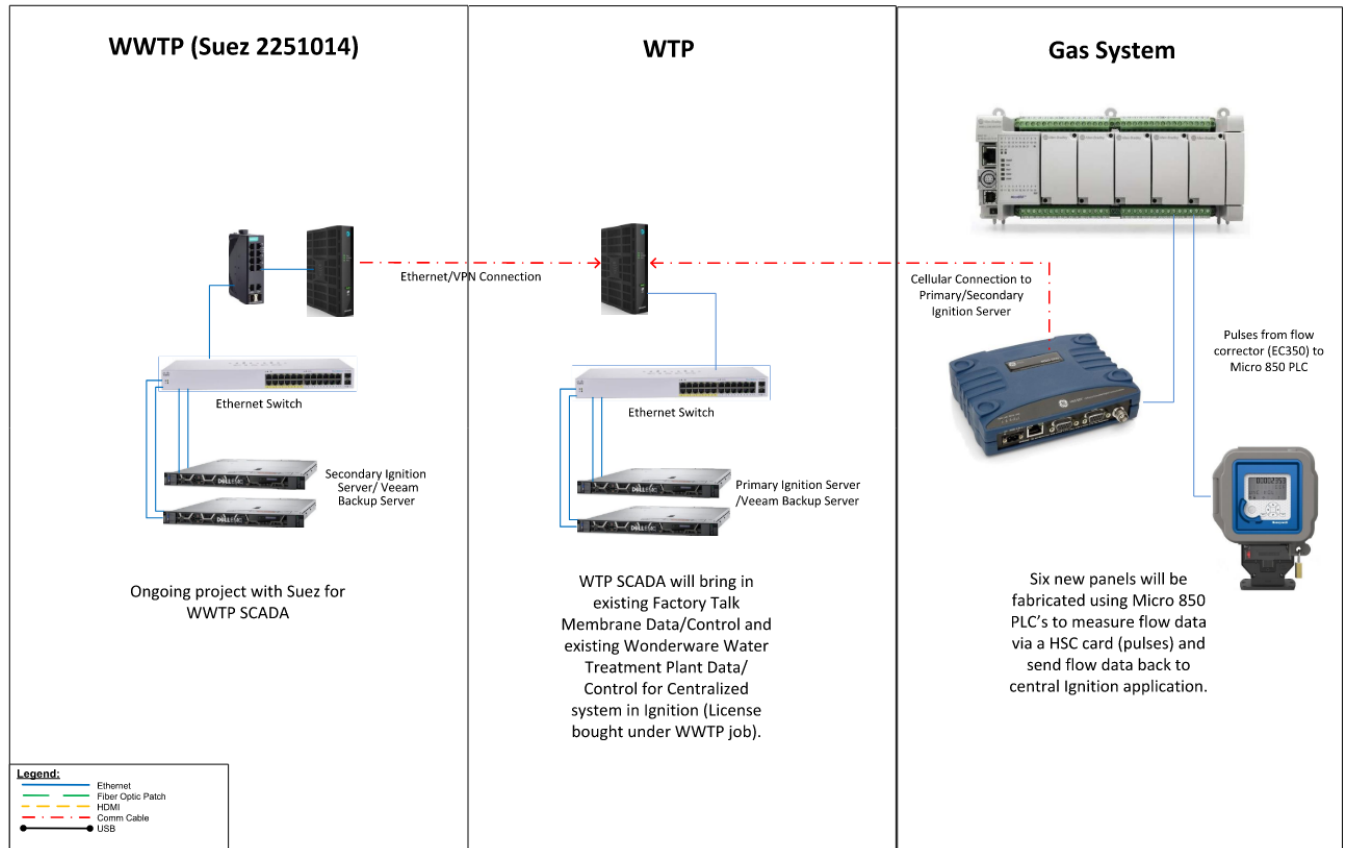 WWTP (Suez 2251014)
WTP
Gas System
Ethernet/VPN Connection
Cellular Connection to
Primary/Secondary
Ignition Server
Pulses from flow
corrector (EC350) to
Micro 850 PLC
Ethernet Switch
Ethernet Switch
Secondary Ignition
Server/ Veeam
Backup Server
Primary Ignition Server
/Veeam Backup Server
Ongoing project with Suez for
WWTP SCADA
WTP SCADA will bring in
existing Factory Talk
Membrane Data/Control and
existing Wonderware Water
Treatment Plant Data/
Control for Centralized
system in Ignition (License
bought under WWTP job).
Six new panels will be
fabricated using Micro 850
PLC's to measure flow data
via a HSC card (pulses) and
send flow data back to
central Ignition application.
Legend:
Ethernet
Fiber Optic Patch
HDMI
Comm Cable
USB